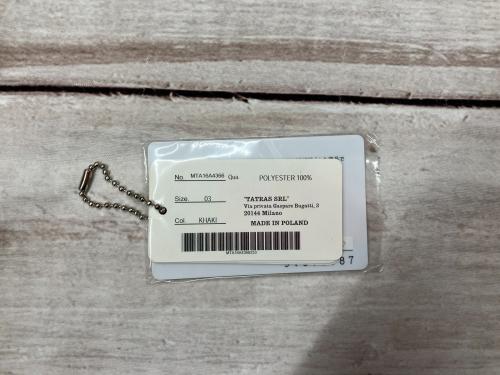 No. MTA16A4366 Qua. POLYESTER 100%
Size. 03 "TATRAS SRL"
Via privata Gaspare Bugatti, 3
20144 Milano
Col. KHAKI MADE IN POLAND